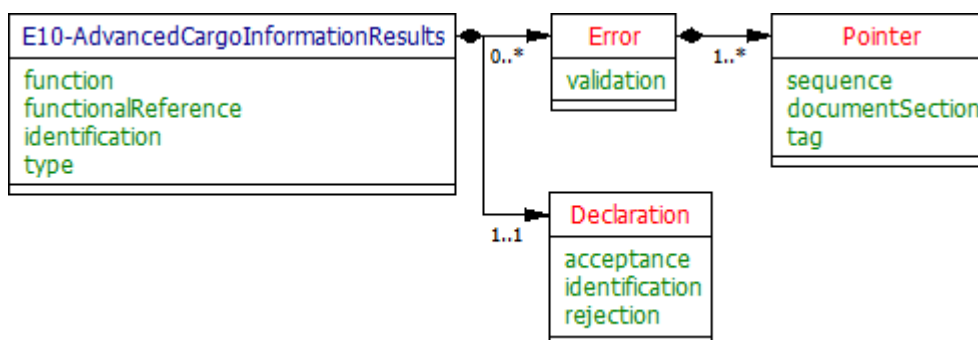 E10-AdvancedCargoInformationResults
function
functionalReference
identification
type
0..*
Error
validation
1..*
Pointer
sequence
documentSection
tag
1..1
Declaration
acceptance
identification
rejection